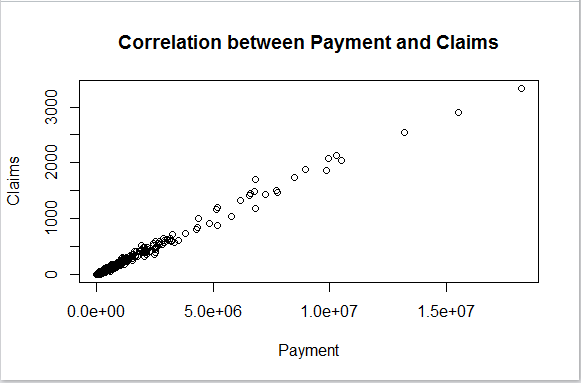 Correlation between Payment and Claims
Claims
3000
2000
1000
0
0.0e+00 5.0e+06 1.0e+07 1.5e+07
Payment